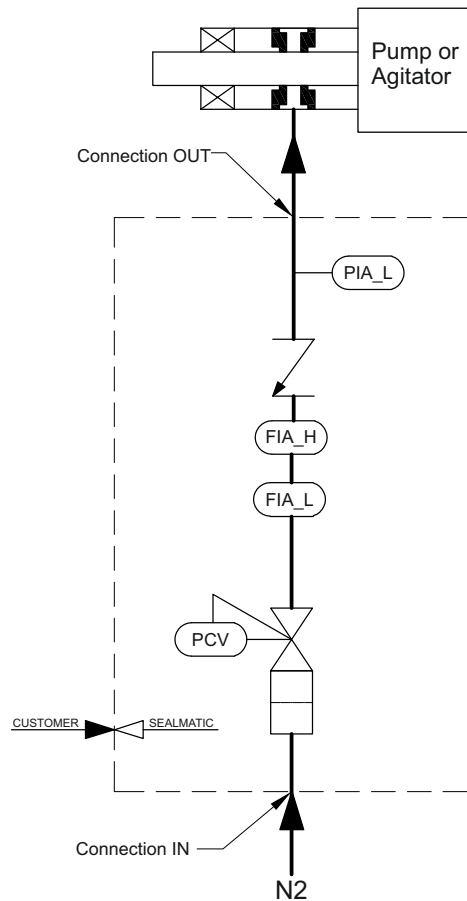 Pump or
Agitator
Connection OUT
PIA_L
FIA_H
FIA_L
PCV
CUSTOMER
SEALMATIC
Connection IN
N2